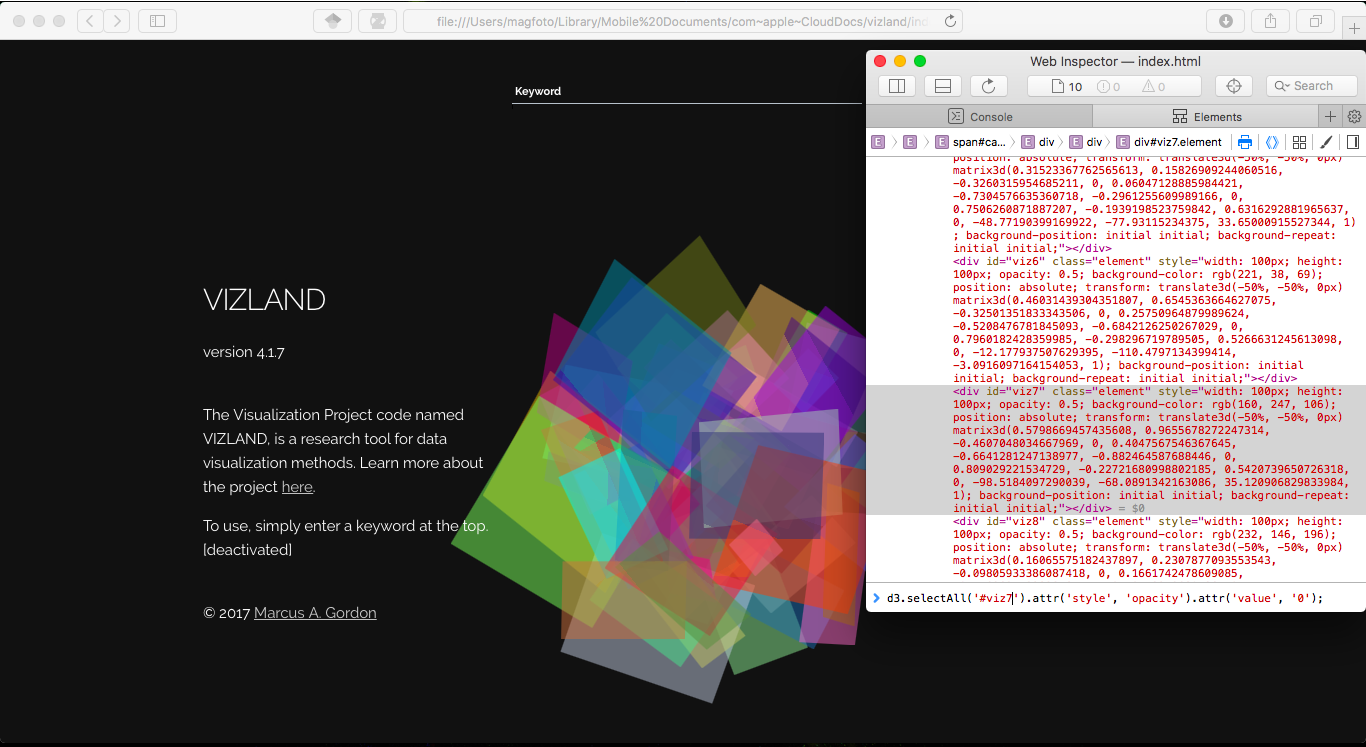 file:///Users/magfoto/Library/Mobile%20Documents/com~apple~CloudDocs/vizland/ind
Keyword
VIZLAND
version 4.1.7
The Visualization Project code named
VIZLAND, is a research tool for data
visualization methods. Learn more about
the project here.
To use, simply enter a keyword at the top.
[deactivated]
© 2017 Marcus A. Gordon
Web Inspector — index.html
10 0 0 Search
Console Elements
E E E span#ca... E div E div E div#viz7.element
position: absolute; transform: translate3d(-50%, -50%, 0px)
matrix3d(0.31523367762565613, 0.15826909244060516,
-0.3260315954685211, 0, 0.06047128885984421,
-0.7304576635360718, -0.2961255609989166, 0,
0.7506260871887207, -0.1939198523759842, 0.6316292881965637,
0, -48.77190399169922, -77.93115234375, 33.65000915527344, 1)
; background-position: initial initial; background-repeat:
initial initial;"></div>
<div id="viz6" class="element" style="width: 100px; height:
100px; opacity: 0.5; background-color: rgb(221, 38, 69);
position: absolute; transform: translate3d(-50%, -50%, 0px)
matrix3d(0.46031439304351807, 0.6545363664627075,
-0.32501351833343506, 0, 0.25750964879989624,
-0.5208476781845093, -0.6842126250267029, 0,
0.7960182428359985, -0.298296719789505, 0.5266631245613098,
0, -12.177937507629395, -110.4797134399414,
-3.0916097164154053, 1); background-position: initial
initial; background-repeat: initial initial;"></div>
<div id="viz7" class="element" style="width: 100px; height:
100px; opacity: 0.5; background-color: rgb(160, 247, 106);
position: absolute; transform: translate3d(-50%, -50%, 0px)
matrix3d(0.5798669457435608, 0.9655678272247314,
-0.4607048034667969, 0, 0.4047567546367645,
-0.6641281247138977, -0.882464587688446, 0,
0.809029221534729, -0.22721680998802185, 0.5420739650726318,
0, -98.5184097290039, -68.0891342163086, 35.120906829833984,
1); background-position: initial initial; background-repeat:
initial initial;"></div> = $0
<div id="viz8" class="element" style="width: 100px; height:
100px; opacity: 0.5; background-color: rgb(232, 146, 196);
position: absolute; transform: translate3d(-50%, -50%, 0px)
matrix3d(0.16065575182437897, 0.2307877093553543,
-0.09805933386087418, 0, 0.1661742478609085,
d3.selectAll('#viz7').attr('style', 'opacity').attr('value', '0');